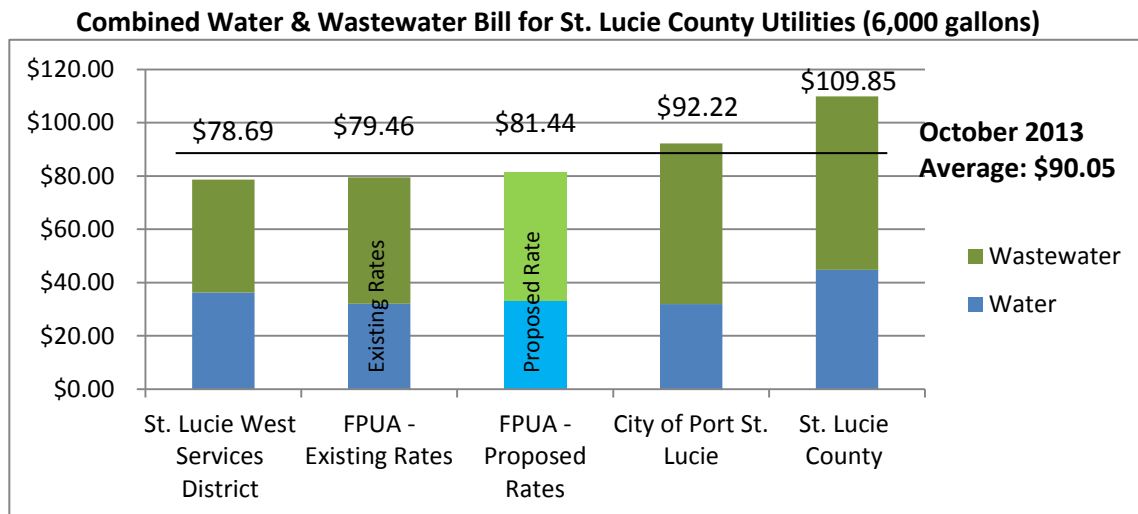 Combined Water & Wastewater Bill for St. Lucie County Utilities (6,000 gallons)
$120.00
$100.00
$80.00
$60.00
$40.00
$20.00
$0.00
$78.69
$79.46
$81.44
$92.22
$109.85
October 2013
Average: $90.05
Existing Rates
Proposed Rate
Wastewater
Water
St. Lucie West
Services
District
FPUA -
Existing Rates
FPUA -
Proposed
Rates
City of Port St.
Lucie
St. Lucie
County